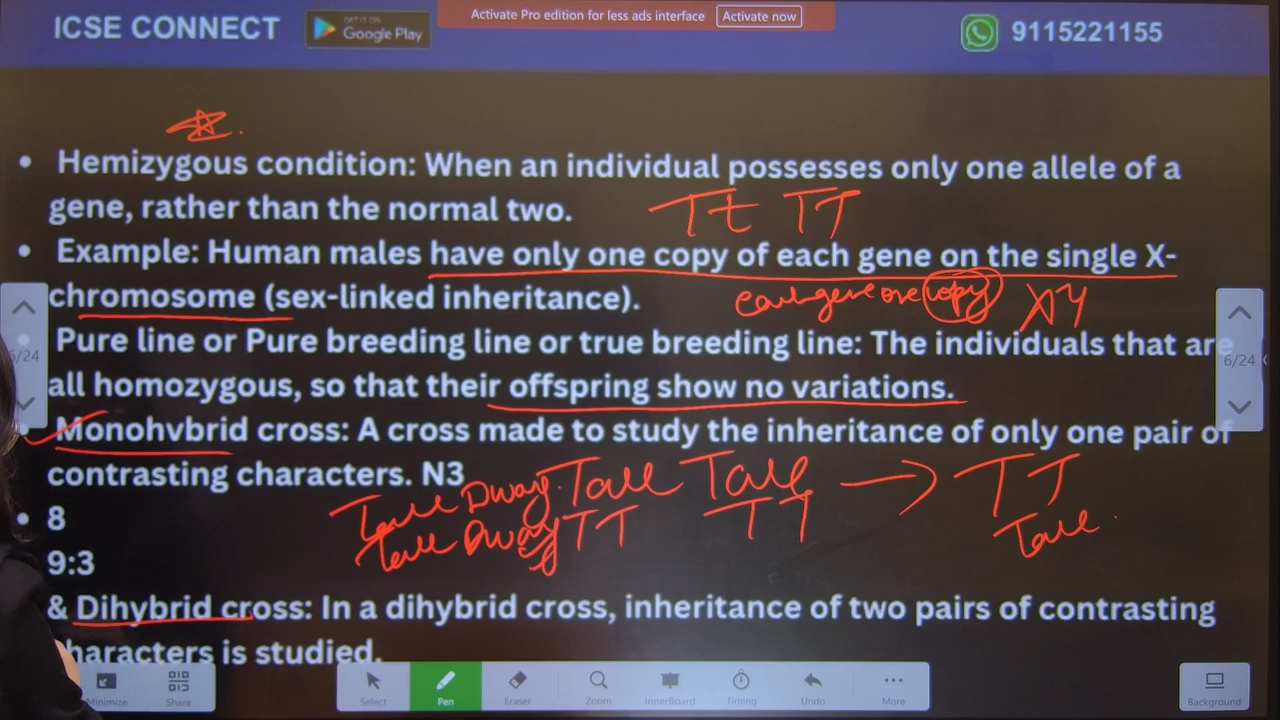 Activate Pro edition for less ads interface Activate now
ICSE CONNECT GET IT ON Google Play 9115221155
• Hemizygous condition: When an individual possesses only one allele of a
gene, rather than the normal two.
Tt TT
• Example: Human males have only one copy of each gene on the single X-
chromosome (sex-linked inheritance).
each gene one copy XY
Pure line or Pure breeding line or true breeding line: The individuals that are
6/24 6/24
all homozygous, so that their offspring show no variations.
Monohvbrid cross: A cross made to study the inheritance of only one pair of
contrasting characters. N3
Tall Dwarf Tall Tall → TT
• 8
Tall Dwarf TT TT Tall
9:3
& Dihybrid cross: In a dihybrid cross, inheritance of two pairs of contrasting
characters is studied.
Minimize Share Select Pen Eraser Zoom InnerBoard Timing Undo More Background